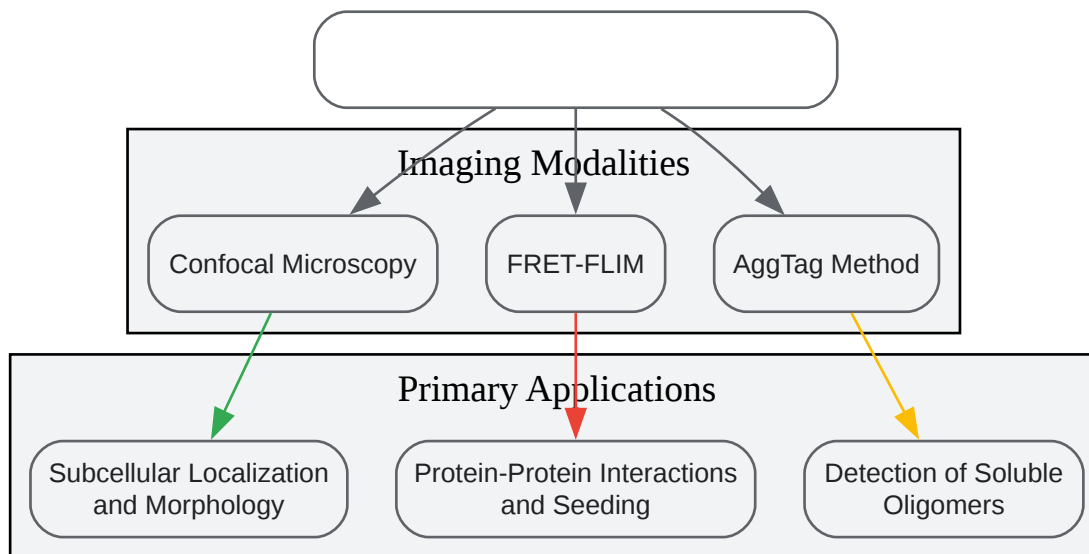 Imaging Modalities
Confocal Microscopy
FRET-FLIM
AggTag Method
Primary Applications
Subcellular Localization
and Morphology
Protein-Protein Interactions
and Seeding
Detection of Soluble
Oligomers